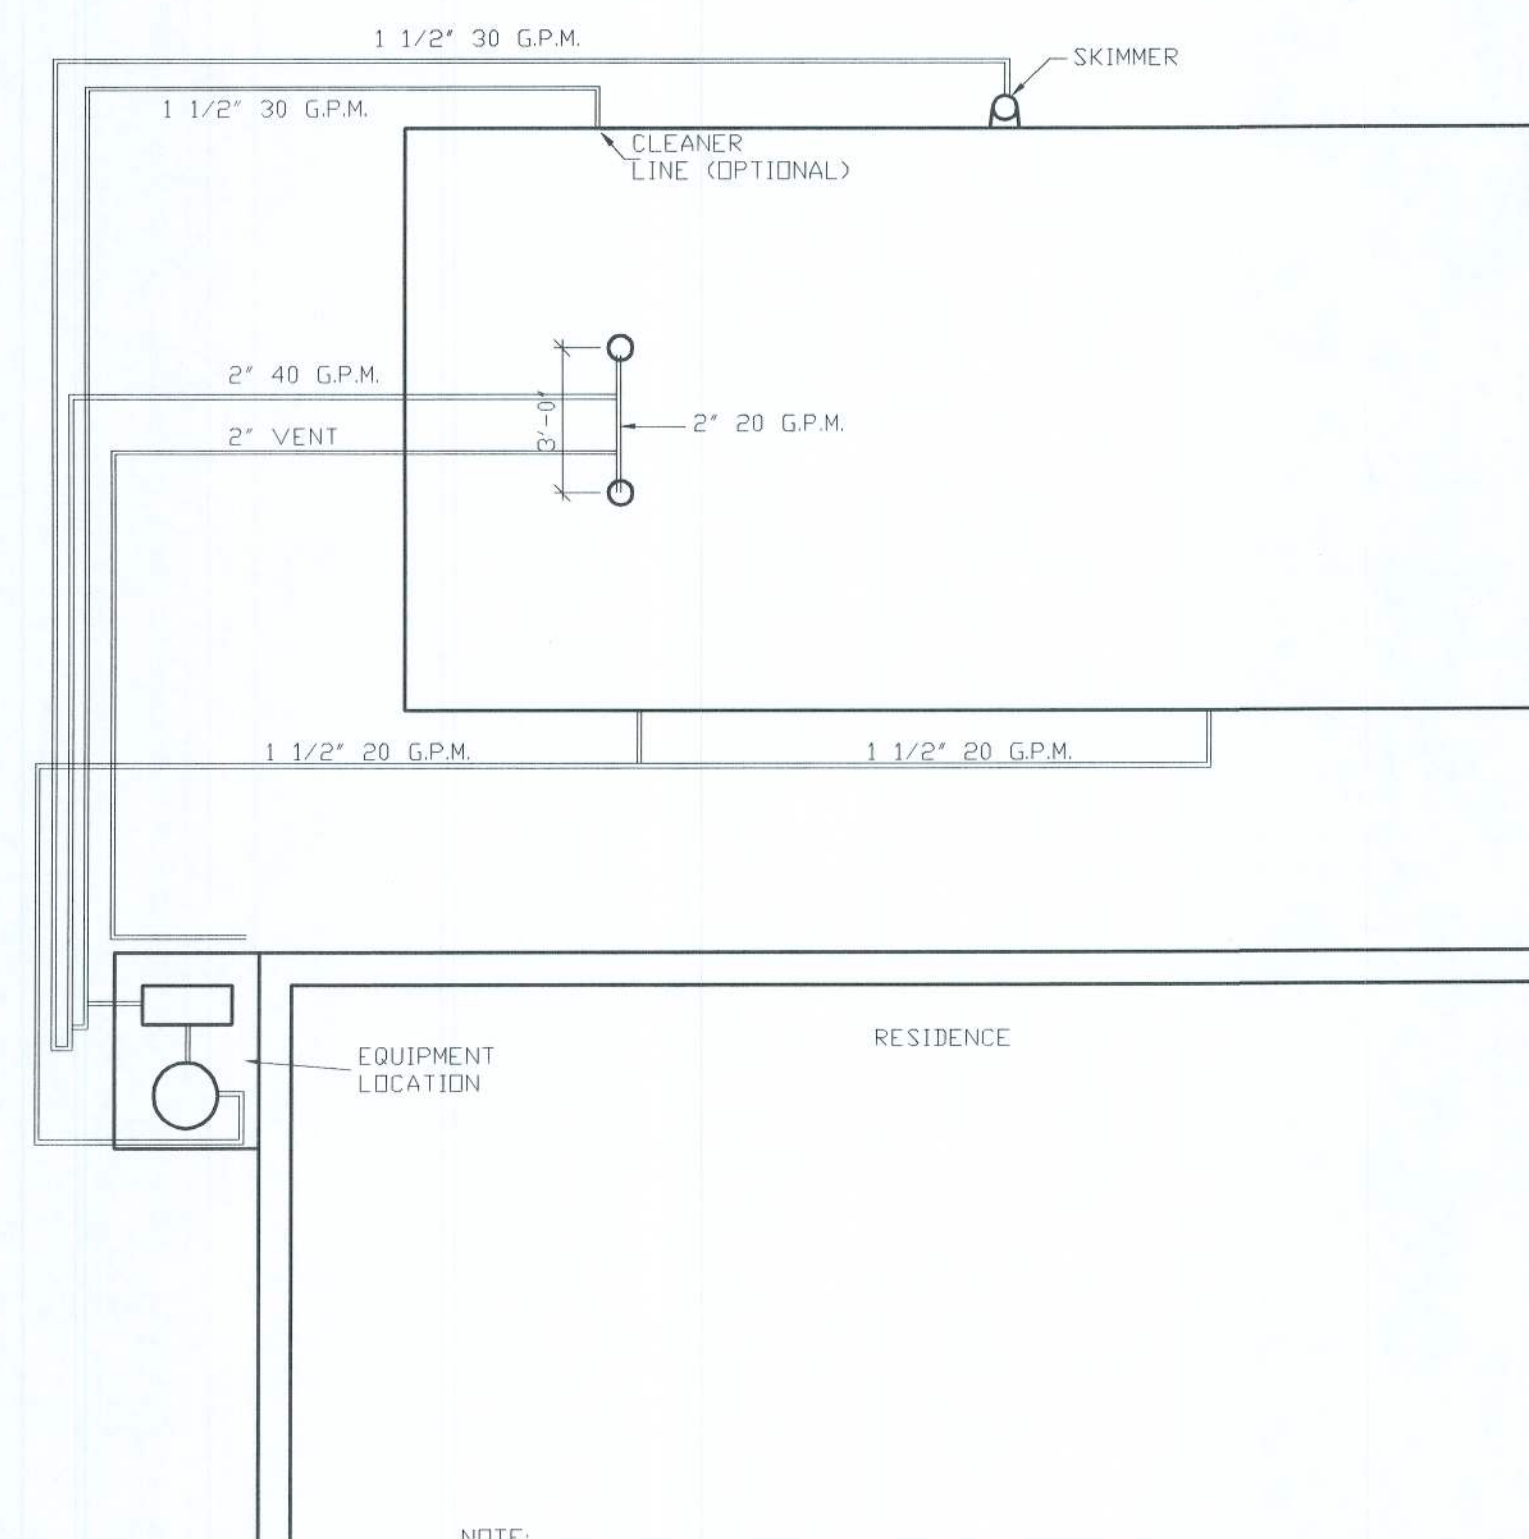 1 1/2" 30 G.P.M.
SKIMMER
1 1/2" 30 G.P.M.
CLEANER
LINE (OPTIONAL)
2" 40 G.P.M.
3'-0"
2" 20 G.P.M.
2" VENT
1 1/2" 20 G.P.M.
1 1/2" 20 G.P.M.
RESIDENCE
EQUIPMENT
LOCATION
NOTE: